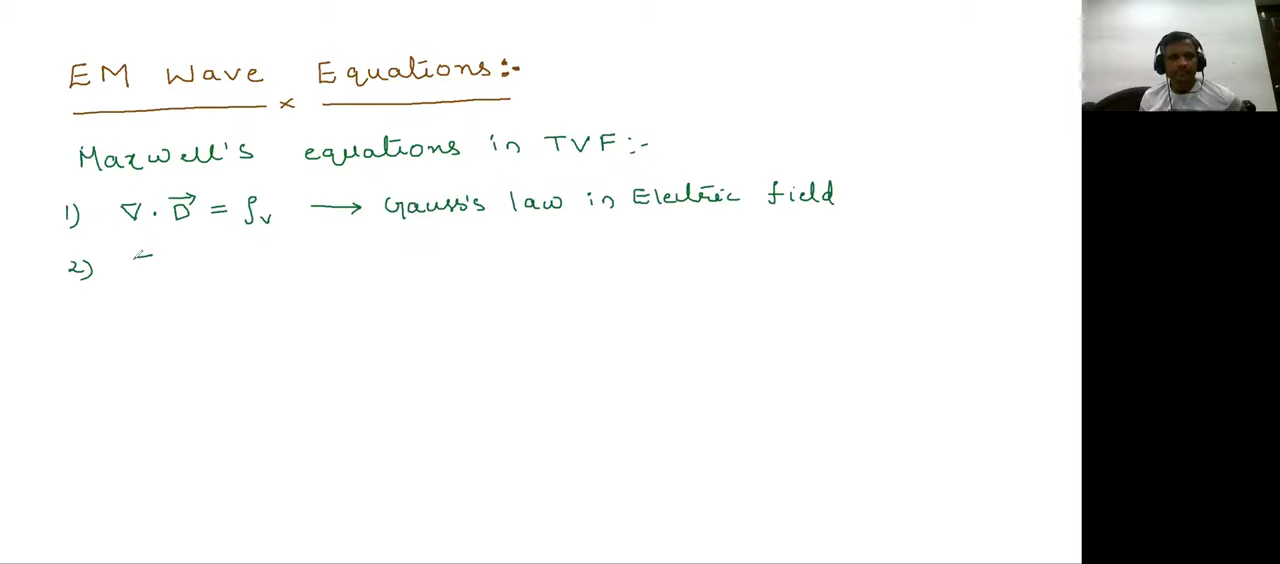 EM Wave Equations:-
Maxwell's equations in TVF:-
1) ∇ · D⃗ = ρv ⟶ Gauss's law in Electric field
2)